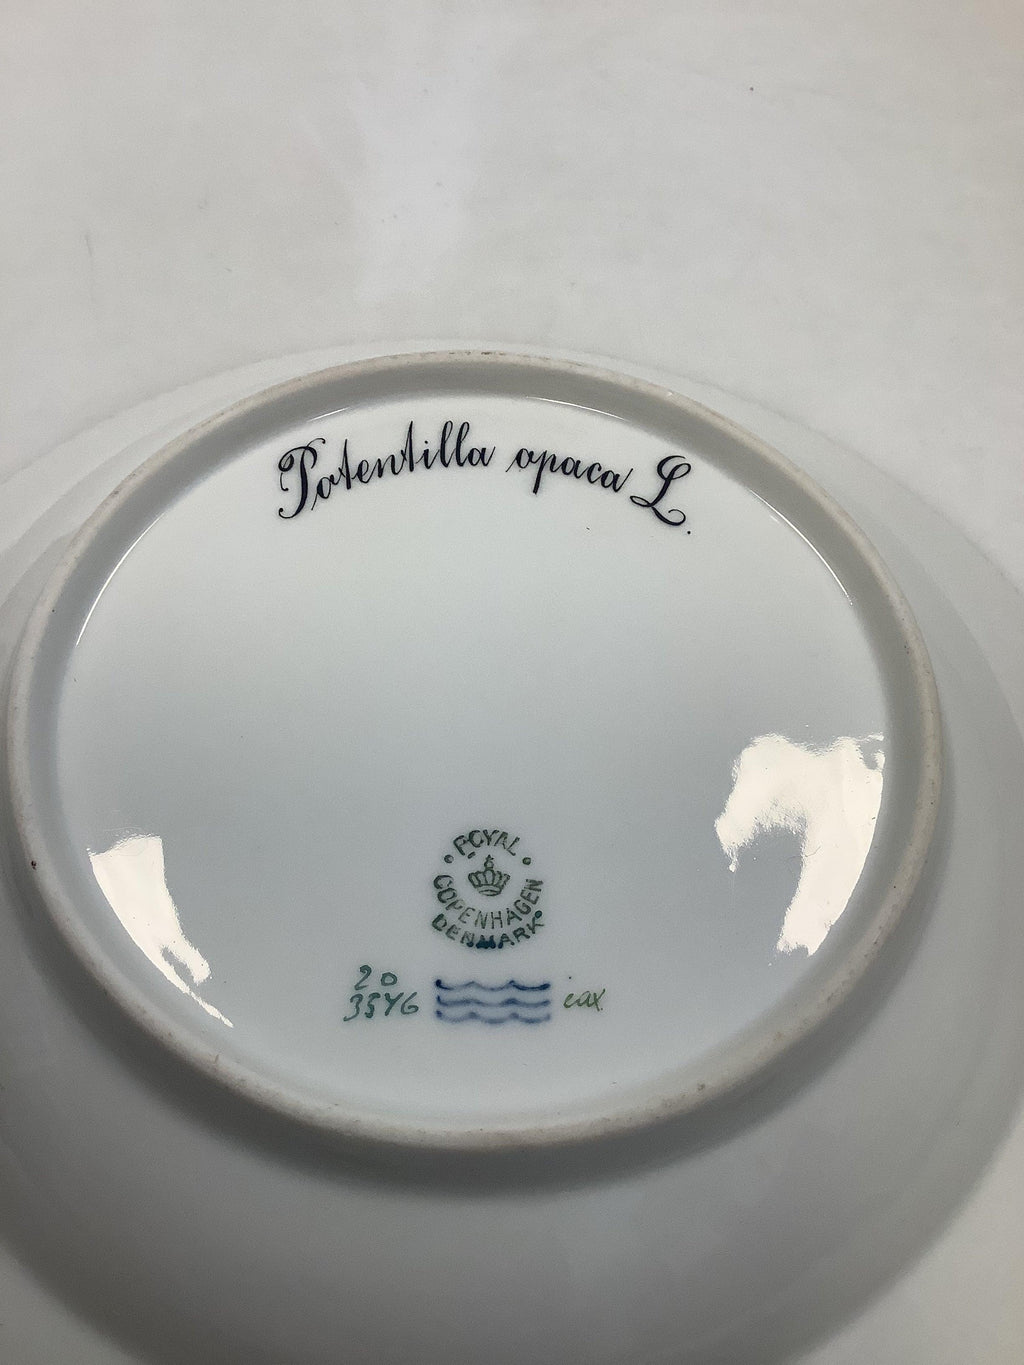 Potentilla opaca L.
ROYAL
COPENHAGEN
DENMARK
20
3546